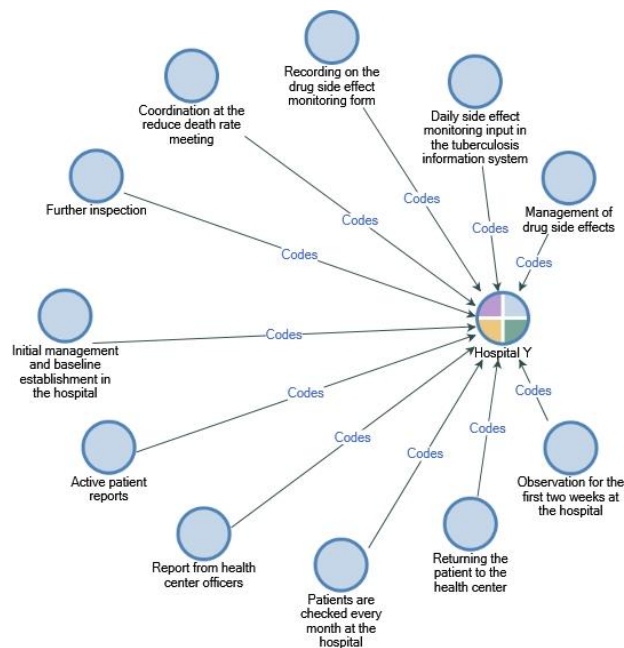 Recording on the
drug side effect
monitoring form
Coordination at the
reduce death rate
meeting
Daily side effect
monitoring input in
the tuberculosis
information system
Further inspection
Management of
drug side effects
Codes
Codes
Codes
Codes
Codes
Codes
Hospital Y
Initial management
and baseline
establishment in
the hospital
Codes
Codes
Codes
Codes
Codes
Active patient
reports
Observation for the
first two weeks at
the hospital
Report from health
center officers
Returning the
patient to the
health center
Patients are
checked every
month at the
hospital